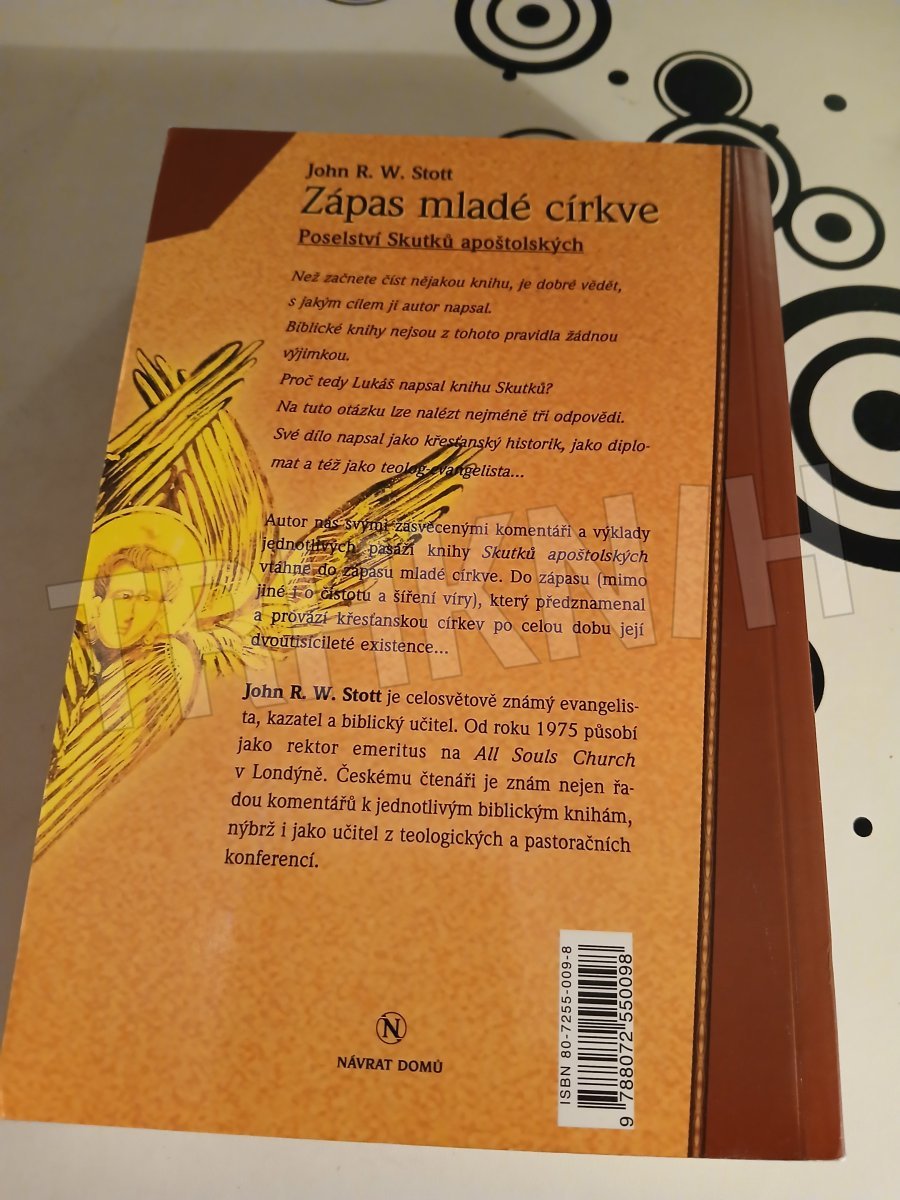 John R. W. Stott
Zápas mladé církve
Poselství Skutků apoštolských
Než začnete číst nějakou knihu, je dobré vědět,
s jakým cílem ji autor napsal.
Biblické knihy nejsou z tohoto pravidla žádnou
výjimkou.
Proč tedy Lukáš napsal knihu Skutků?
Na tuto otázku lze nalézt nejméně tři odpovědi.
Své dílo napsal jako křesťanský historik, jako diplo-
mat a též jako teolog-evangelista...
Autor nás svými zasvěcenými komentáři a výklady
jednotlivých pasáží knihy Skutků apoštolských
vtáhne do zápasu mladé církve. Do zápasu (mimo
jiné i o čistotu a šíření víry), který předznamenal
a provází křesťanskou církev po celou dobu její
dvoutisícileté existence...
John R. W. Stott je celosvětově známý evangelis-
ta, kazatel a biblický učitel. Od roku 1975 působí
jako rektor emeritus na All Souls Church
v Londýně. Českému čtenáři je znám nejen řa-
dou komentářů k jednotlivým biblickým knihám,
nýbrž i jako učitel z teologických a pastoračních
konferencí.
N
NÁVRAT DOMŮ
ISBN 80-7255-009-8
9 788072 550098
TRHKNIH